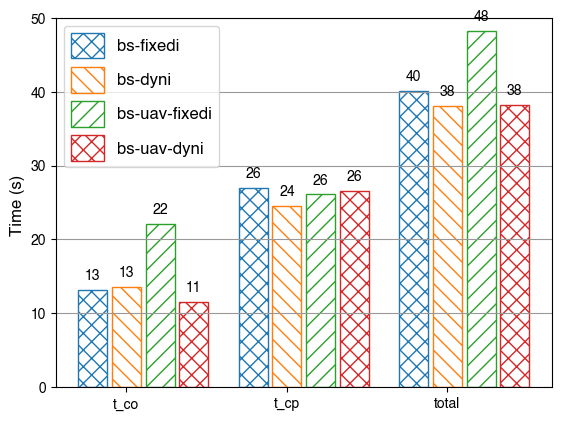 48
50
bs-fixedi
bs-dyni
bs-uav-fixedi
bs-uav-dyni
40
38
38
40
26
24
26
26
30
22
Time (s)
20
13
13
11
10
0
t_co
t_cp
total